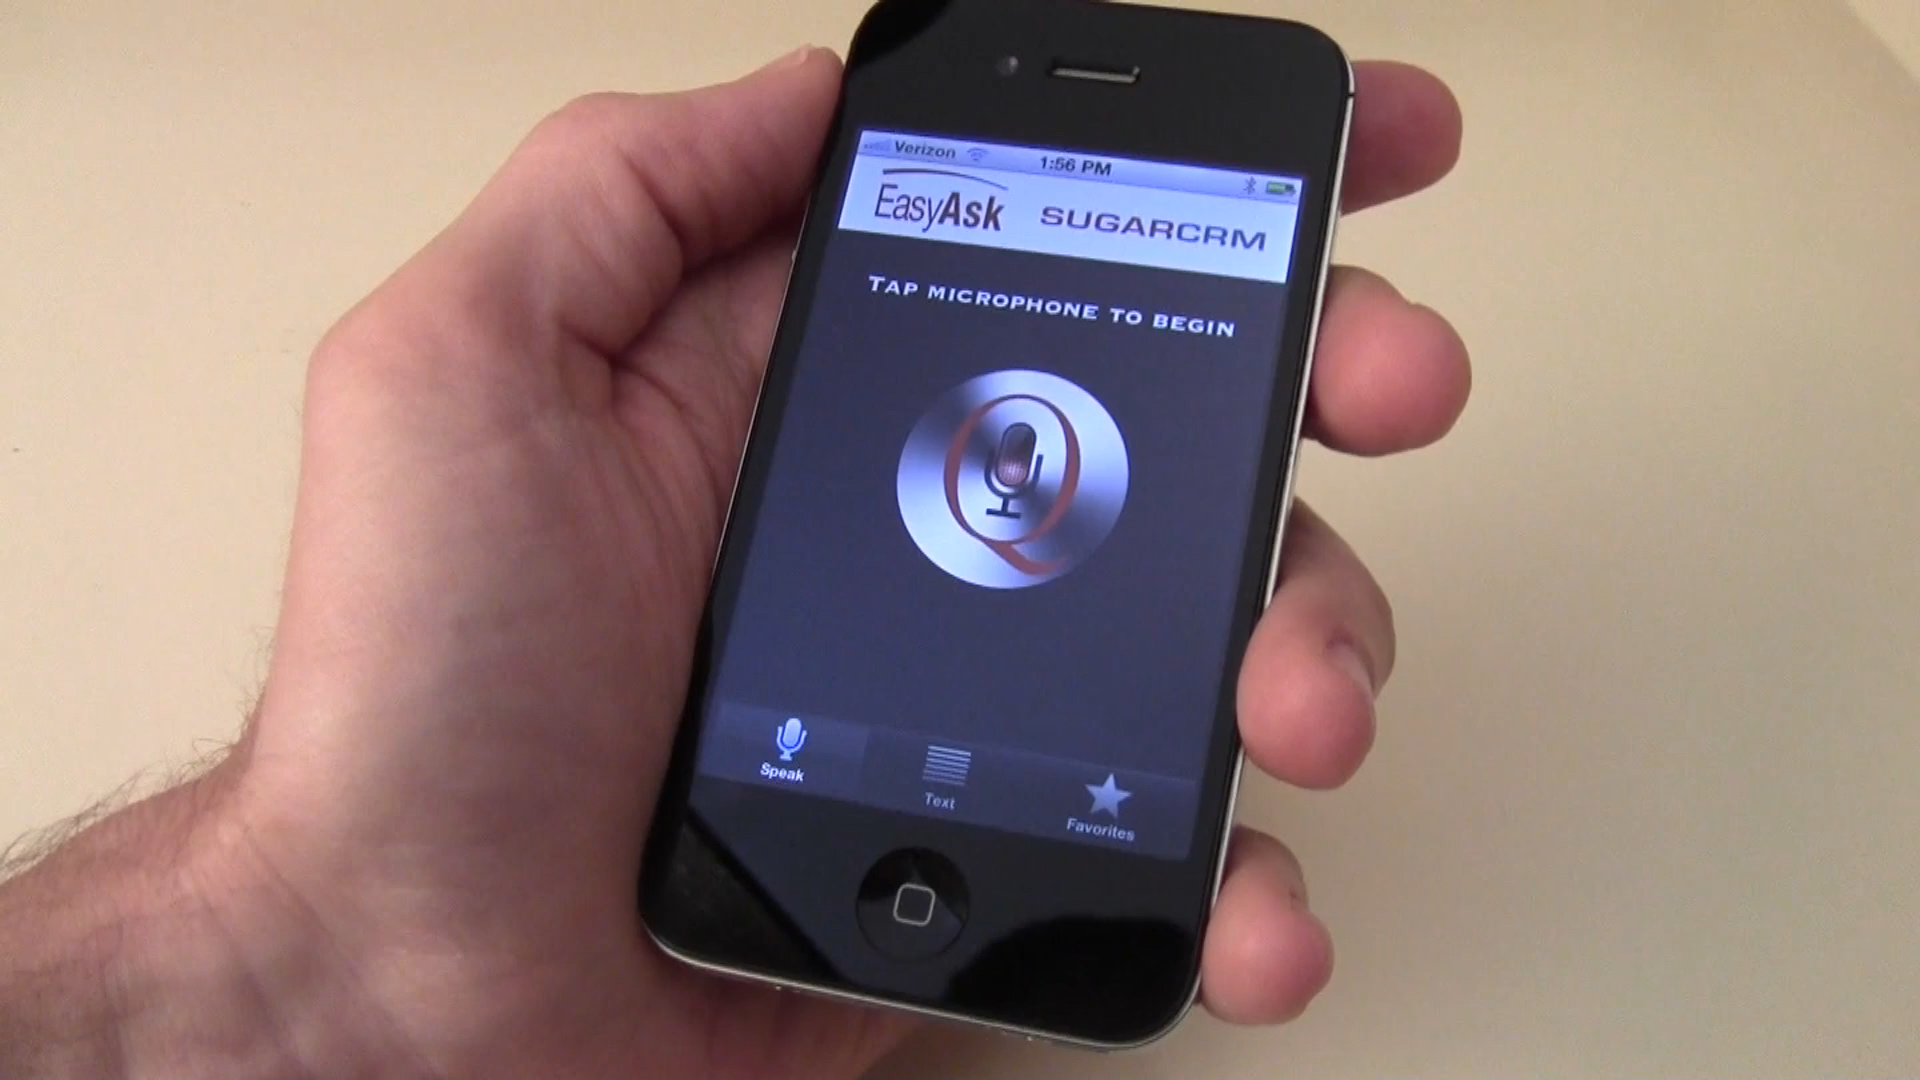 Verizon 1:56 PM
EasyAsk SUGARCRM
TAP MICROPHONE TO BEGIN
Q
Speak Text Favorites